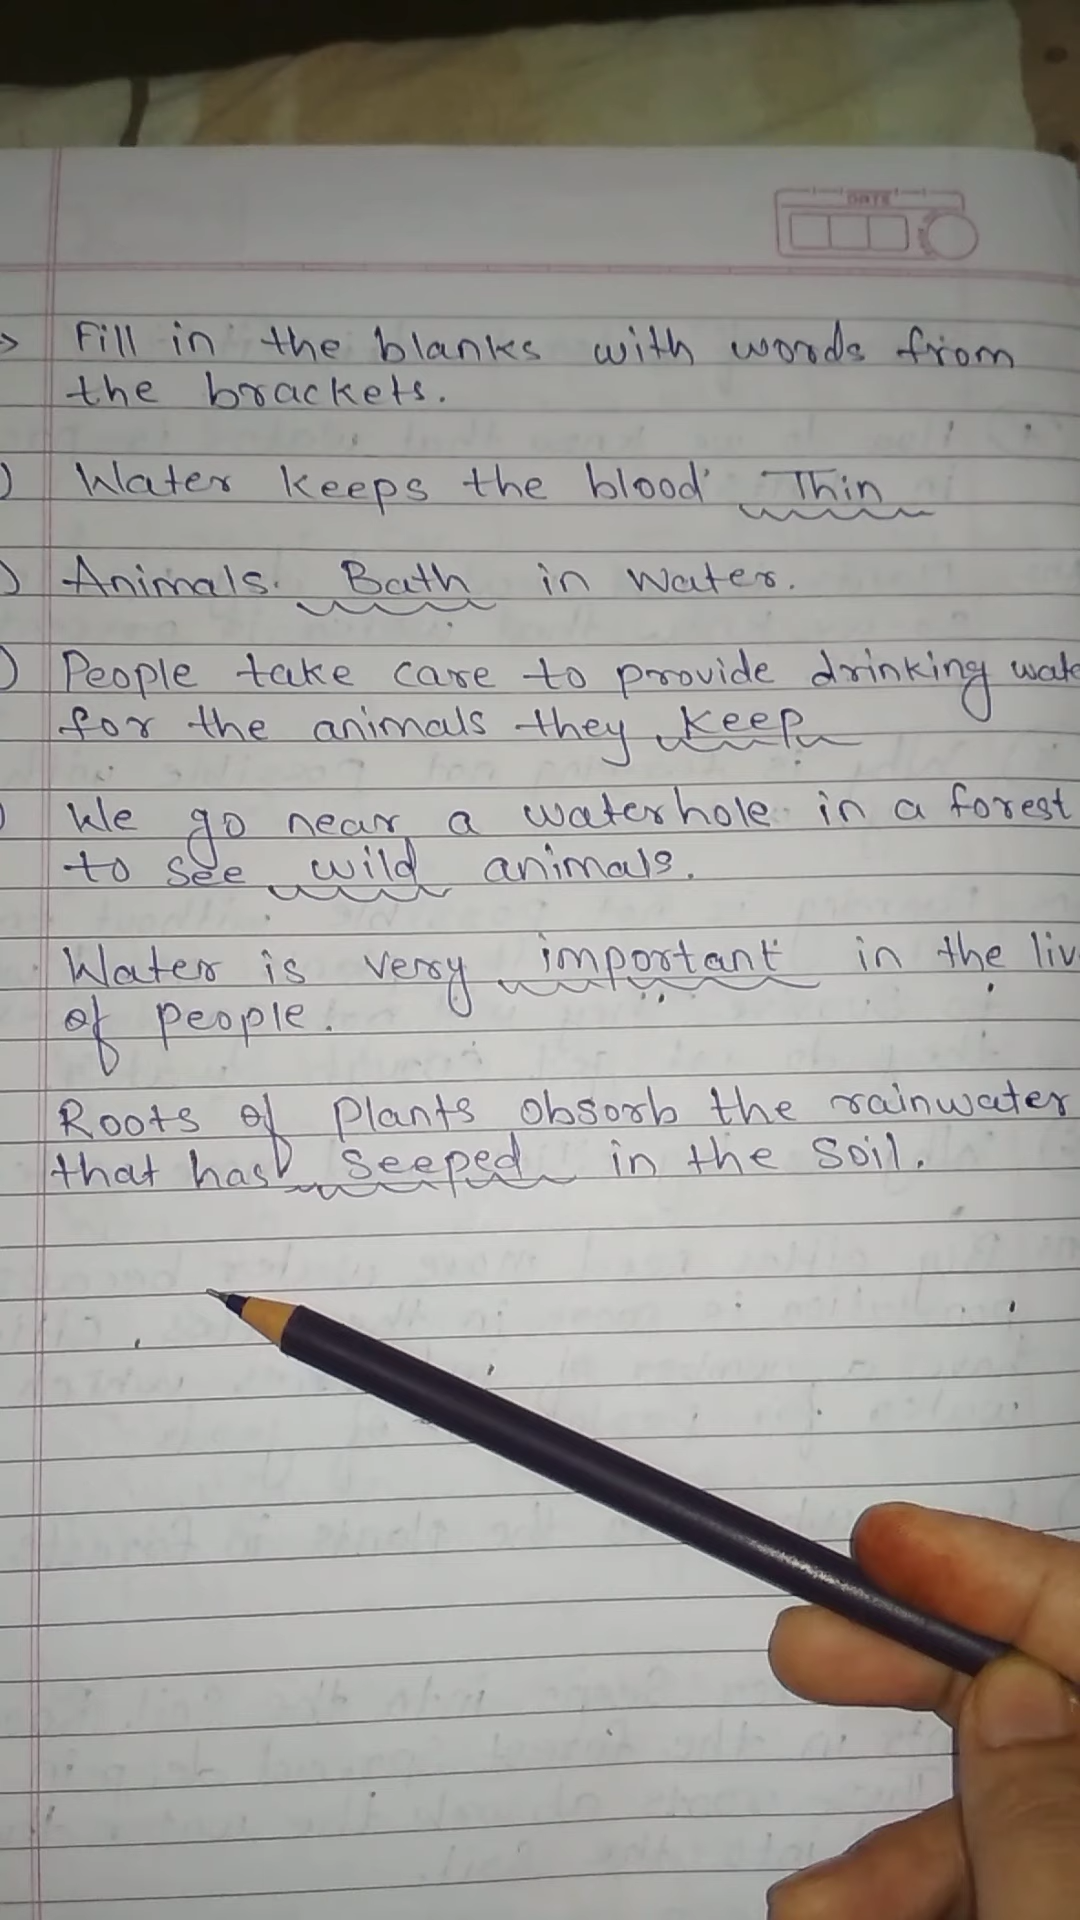 DATE
Fill in the blanks with words from
the brackets.
Water keeps the blood Thin
Animals. Bath in water.
People take care to provide drinking wate
for the animals they keep
We go near a waterhole in a forest
to see wild animals.
Water is very important in the liv
of people.
Roots of plants obsorb the rainwater
that has seeped in the soil.